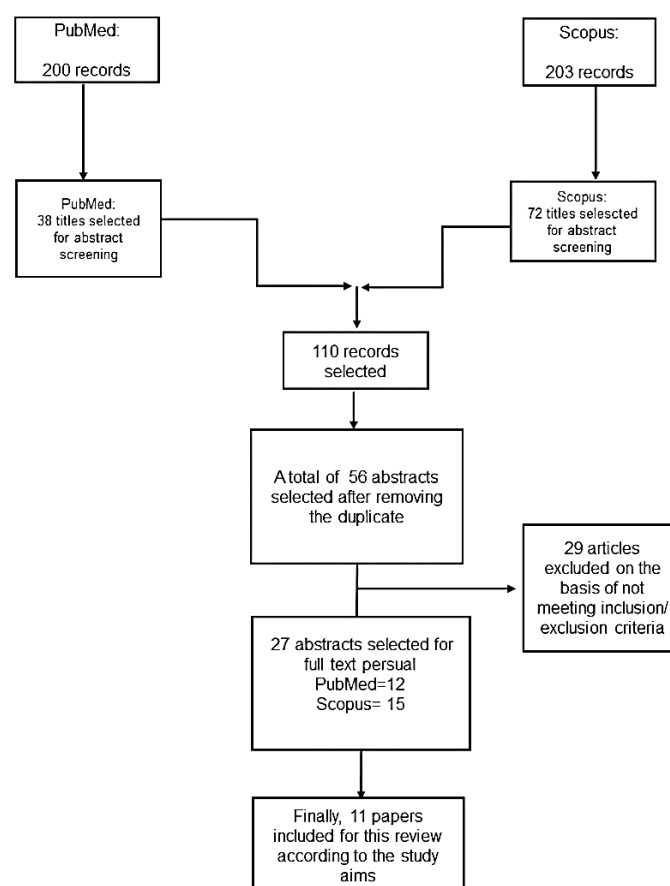 PubMed:
200 records
Scopus:
203 records
PubMed:
38 titles selected
for abstract
screening
Scopus:
72 titles selescted
for abstract
screening
110 records
selected
A total of 56 abstracts
selected after removing
the duplicate
29 articles
excluded on the
basis of not
meeting inclusion/
exclusion criteria
27 abstracts selected for
full text persual
PubMed=12
Scopus= 15
Finally, 11 papers
included for this review
according to the study
aims